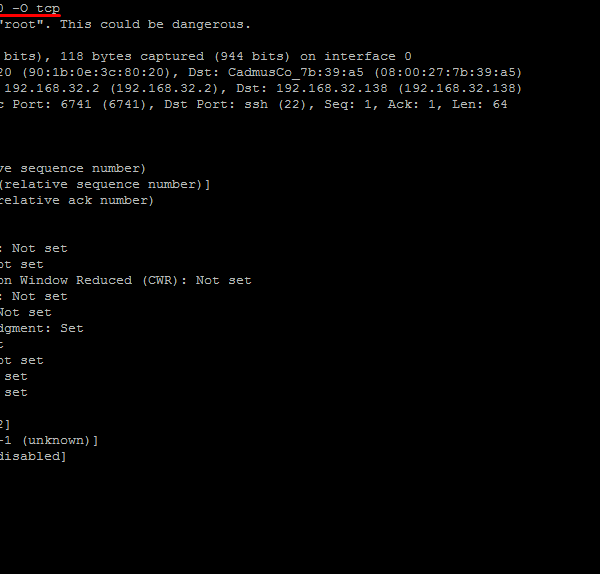 -O tcp
"root". This could be dangerous.
bits), 118 bytes captured (944 bits) on interface 0
20 (90:1b:0e:3c:80:20), Dst: CadmusCo_7b:39:a5 (08:00:27:7b:39:a5)
192.168.32.2 (192.168.32.2), Dst: 192.168.32.138 (192.168.32.138)
c Port: 6741 (6741), Dst Port: ssh (22), Seq: 1, Ack: 1, Len: 64
ve sequence number)
(relative sequence number)]
relative ack number)
: Not set
ot set
on Window Reduced (CWR): Not set
: Not set
Not set
dgment: Set
t
ot set
set
set
2]
-1 (unknown)]
disabled]